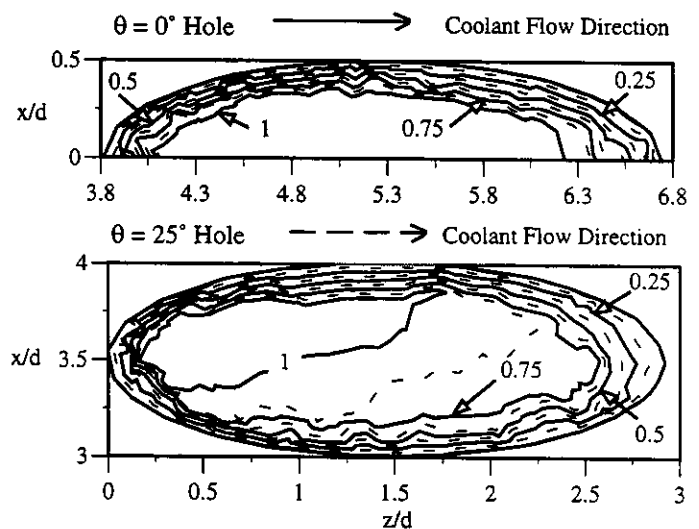 θ = 0° Hole Coolant Flow Direction
0.5
0.5
0.25
x/d
1
0.75
0
3.8 4.3 4.8 5.3 5.8 6.3 6.8
θ = 25° Hole Coolant Flow Direction
4
0.25
x/d
3.5
1
0.75
0.5
3
0 0.5 1 1.5 2 2.5 3
z/d